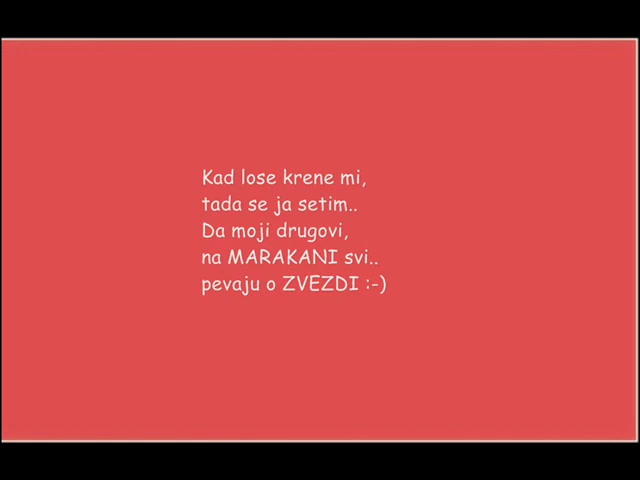 Kad lose krene mi,
tada se ja setim..
Da moji drugovi,
na MARAKANI svi..
pevaju o ZVEZDI :-)